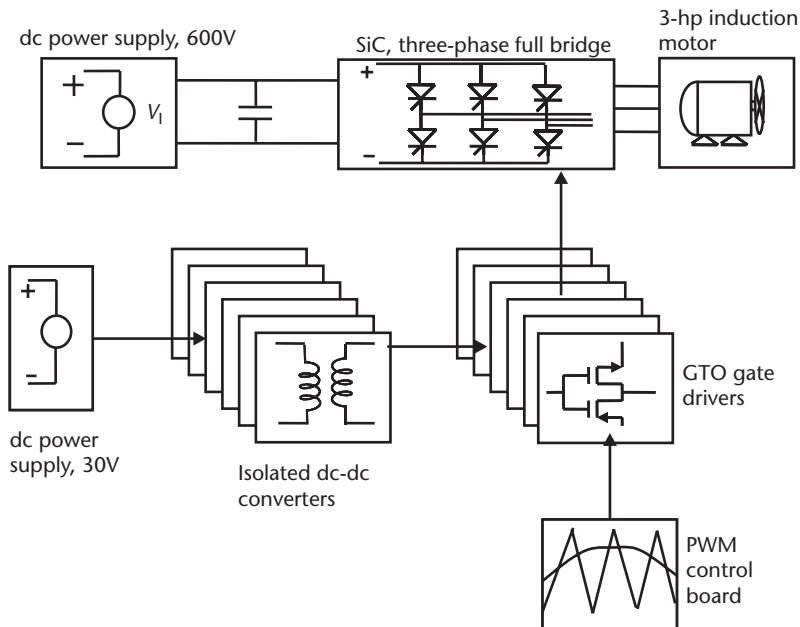 dc power supply, 600V
SiC, three-phase full bridge
3-hp induction
motor
+
−
V_I
+
−
+
−
dc power
supply, 30V
Isolated dc-dc
converters
GTO gate
drivers
PWM
control
board